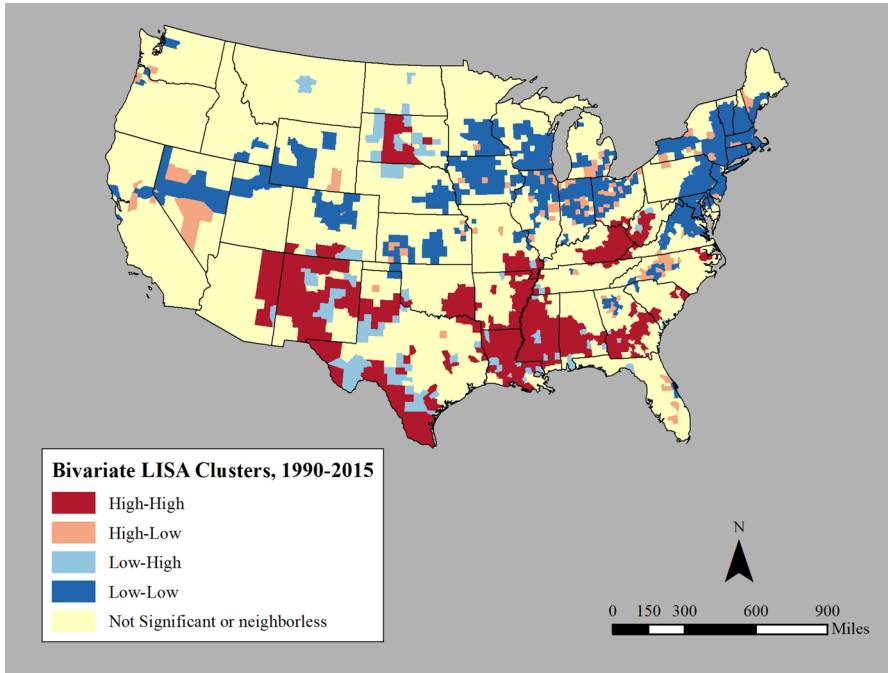 Bivariate LISA Clusters, 1990-2015
High-High
High-Low
Low-High
Low-Low
Not Significant or neighborless
N
0 150 300 600 900
Miles